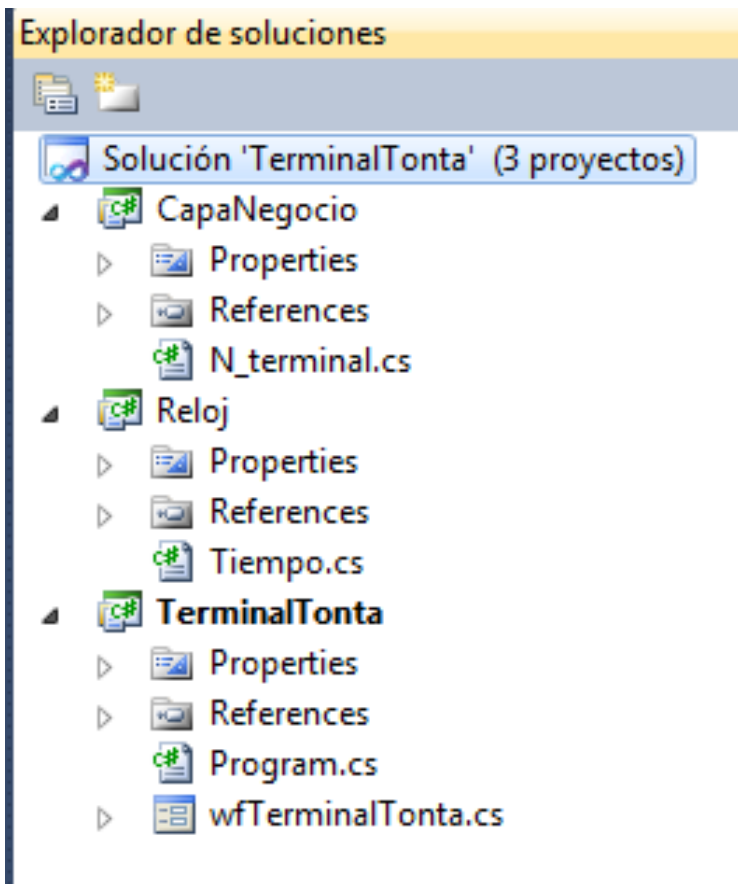 Explorador de soluciones
Solución 'TerminalTonta' (3 proyectos)
C# CapaNegocio
Properties
References
C# N_terminal.cs
C# Reloj
Properties
References
C# Tiempo.cs
C# TerminalTonta
Properties
References
C# Program.cs
wfTerminalTonta.cs